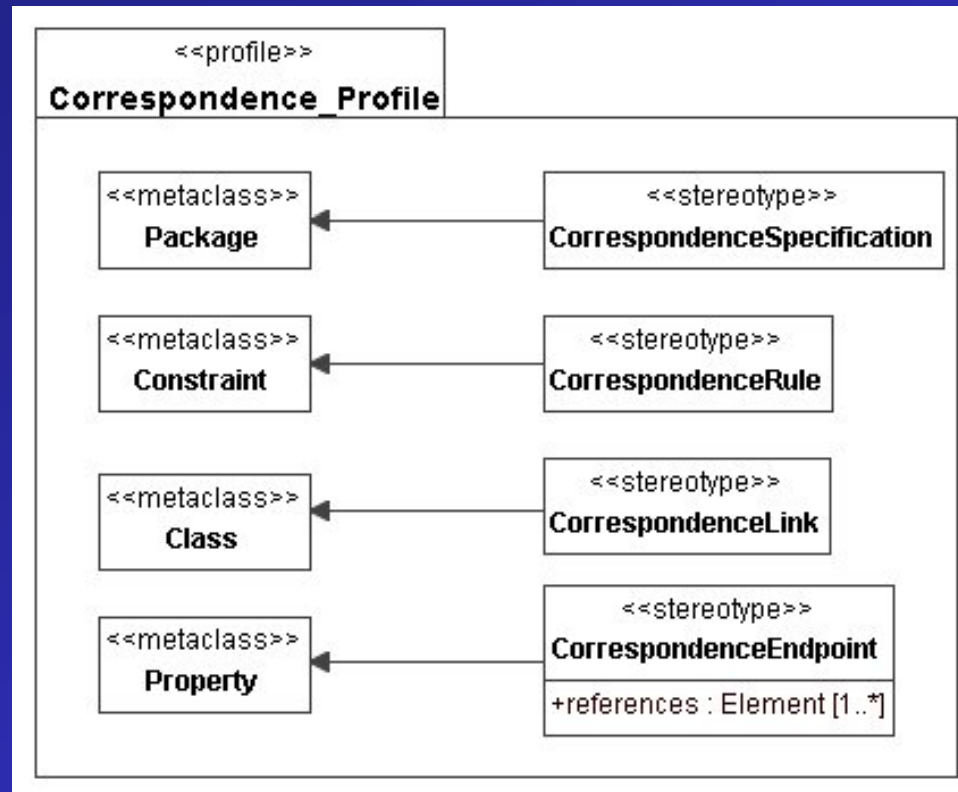 <<profile>>
Correspondence_Profile
<<metaclass>>
Package
<<stereotype>>
CorrespondenceSpecification
<<metaclass>>
Constraint
<<stereotype>>
CorrespondenceRule
<<metaclass>>
Class
<<stereotype>>
CorrespondenceLink
<<metaclass>>
Property
<<stereotype>>
CorrespondenceEndpoint
+references : Element [1..*]